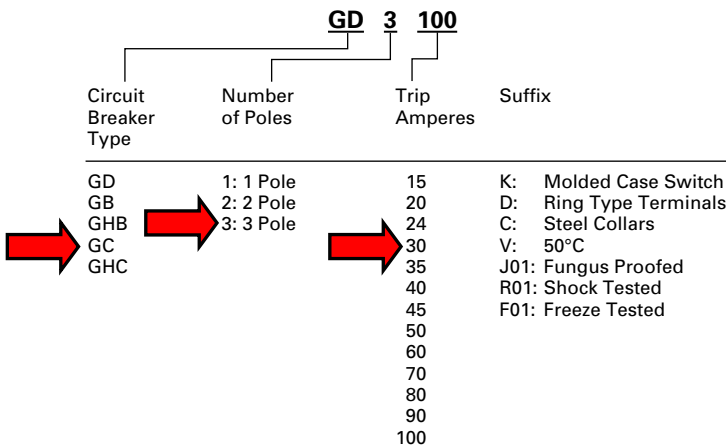 GD 3 100
Circuit Number Trip Suffix
Breaker of Poles Amperes
Type
GD 1: 1 Pole 15 K: Molded Case Switch
GB 2: 2 Pole 20 D: Ring Type Terminals
GHB 3: 3 Pole 24 C: Steel Collars
GC 30 V: 50°C
GHC 35 J01: Fungus Proofed
40 R01: Shock Tested
45 F01: Freeze Tested
50
60
70
80
90
100